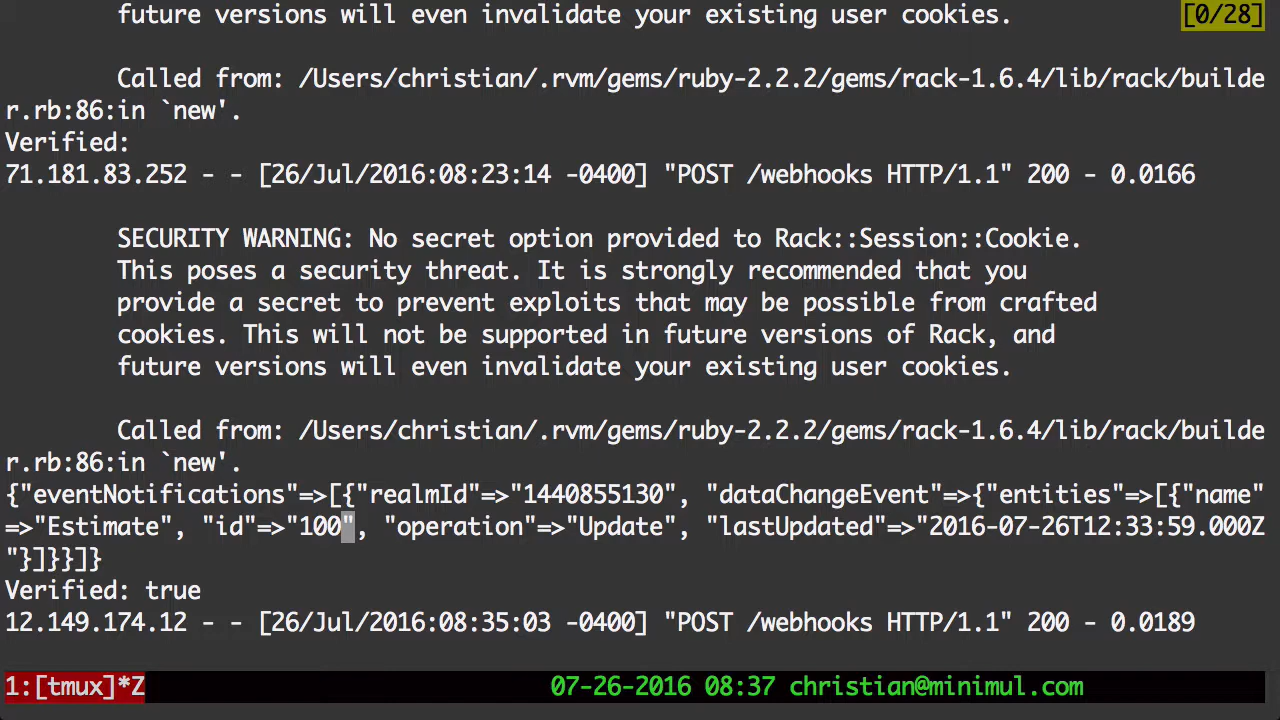 future versions will even invalidate your existing user cookies. [0/28]
Called from: /Users/christian/.rvm/gems/ruby-2.2.2/gems/rack-1.6.4/lib/rack/builde
r.rb:86:in `new'.
Verified:
71.181.83.252 - - [26/Jul/2016:08:23:14 -0400] "POST /webhooks HTTP/1.1" 200 - 0.0166
SECURITY WARNING: No secret option provided to Rack::Session::Cookie.
This poses a security threat. It is strongly recommended that you
provide a secret to prevent exploits that may be possible from crafted
cookies. This will not be supported in future versions of Rack, and
future versions will even invalidate your existing user cookies.
Called from: /Users/christian/.rvm/gems/ruby-2.2.2/gems/rack-1.6.4/lib/rack/builde
r.rb:86:in `new'.
{"eventNotifications"=>[{"realmId"=>"1440855130", "dataChangeEvent"=>{"entities"=>[{"name"
=>"Estimate", "id"=>"100", "operation"=>"Update", "lastUpdated"=>"2016-07-26T12:33:59.000Z
"}]}}]}
Verified: true
12.149.174.12 - - [26/Jul/2016:08:35:03 -0400] "POST /webhooks HTTP/1.1" 200 - 0.0189
1:[tmux]*Z 07-26-2016 08:37 christian@minimul.com